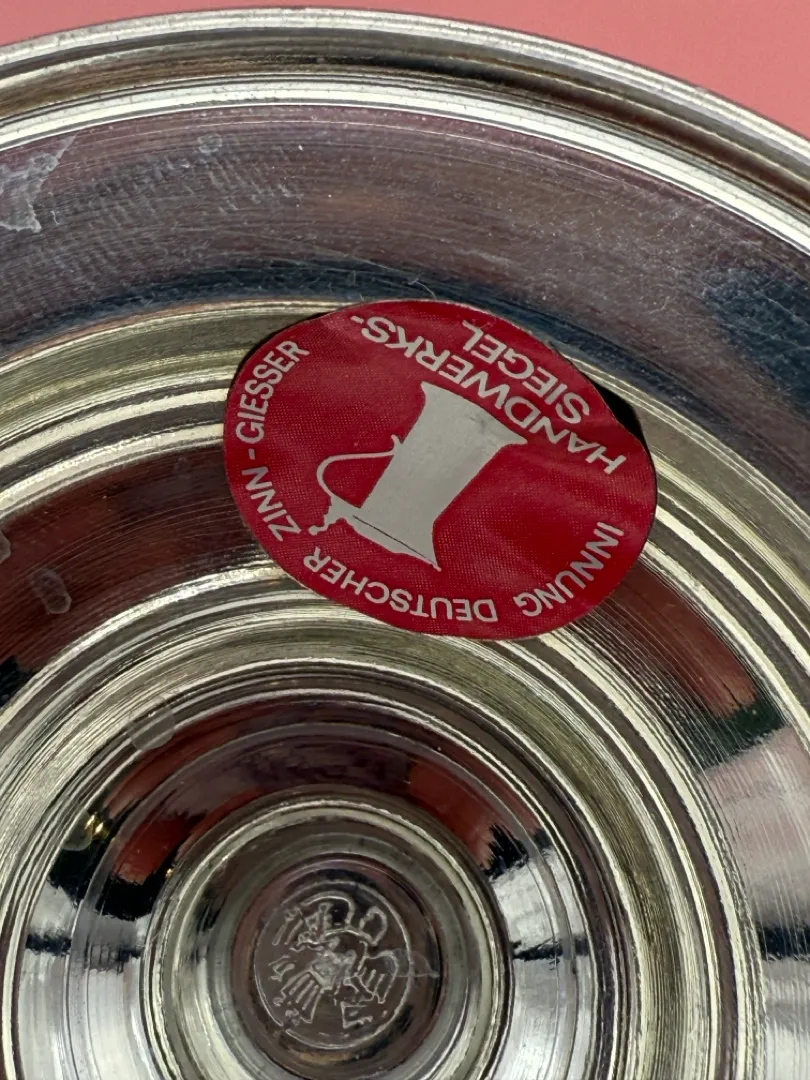 HANDWERKS-
SIEGEL
INNUNG DEUTSCHER ZINN-GIESSER